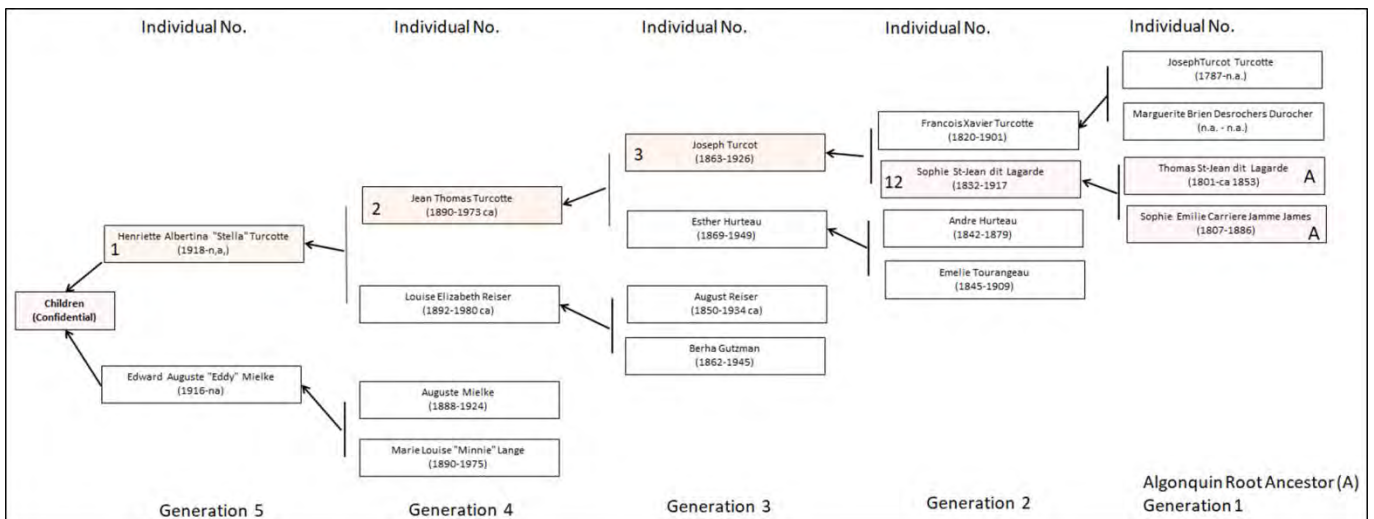 Individual No.
Individual No.
Individual No.
Individual No.
Individual No.
JosephTurcot Turcotte
(1787-n.a.)
Marguerite Brien Desrochers Durocher
(n.a. - n.a.)
Francois Xavier Turcotte
(1820-1901)
3
Joseph Turcot
(1863-1926)
12
Sophie St-Jean dit Lagarde
(1832-1917
Thomas St-Jean dit Lagarde
(1801-ca 1853)
A
2
Jean Thomas Turcotte
(1890-1973 ca)
Sophie Emilie Carriere Jamme James
(1807-1886)
A
Esther Hurteau
(1869-1949)
Andre Hurteau
(1842-1879)
1
Henriette Albertina "Stella" Turcotte
(1918-n,a,)
Emelie Tourangeau
(1845-1909)
Children
(Confidential)
Louise Elizabeth Reiser
(1892-1980 ca)
August Reiser
(1850-1934 ca)
Berha Gutzman
(1862-1945)
Edward Auguste "Eddy" Mielke
(1916-na)
Auguste Mielke
(1888-1924)
Marie Louise "Minnie" Lange
(1890-1975)
Generation 5
Generation 4
Generation 3
Generation 2
Algonquin Root Ancestor (A)
Generation 1